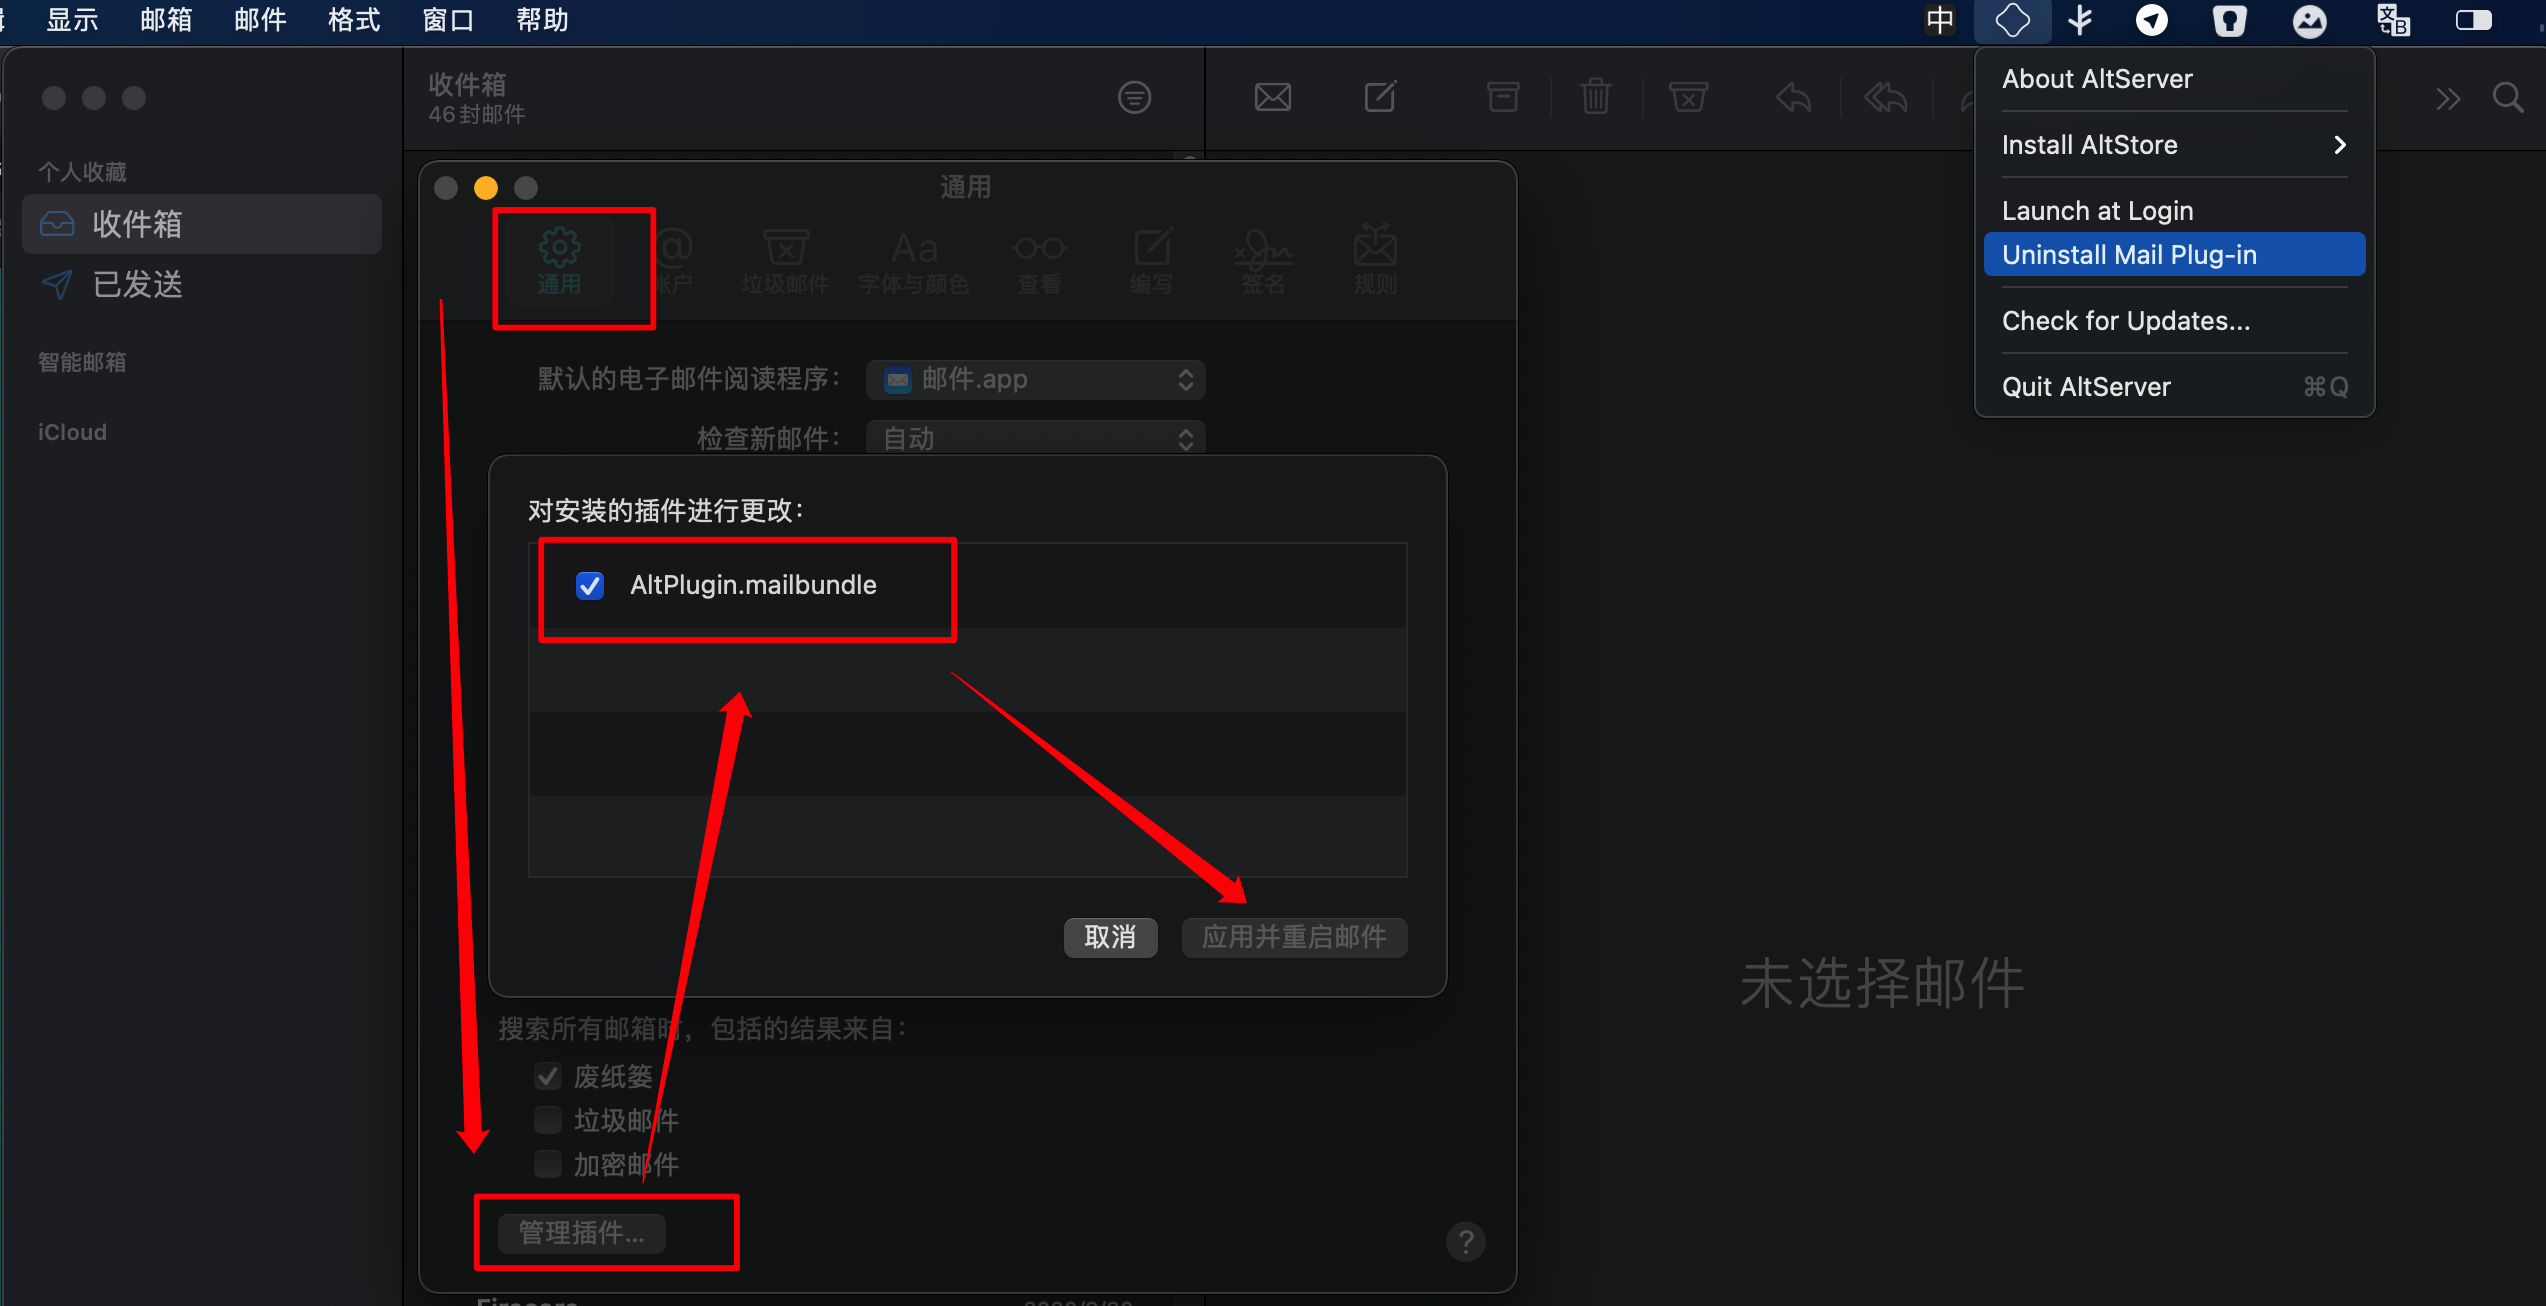 显示 邮箱 邮件 格式 窗口 帮助
中
收件箱
46封邮件
个人收藏
收件箱
已发送
智能邮箱
iCloud
About AltServer
Install AltStore
Launch at Login
Uninstall Mail Plug-in
Check for Updates...
Quit AltServer ⌘Q
通用
通用 帐户 垃圾邮件 字体与颜色 查看 编写 签名 规则
默认的电子邮件阅读程序： 邮件.app
检查新邮件： 自动
对安装的插件进行更改：
AltPlugin.mailbundle
取消 应用并重启邮件
搜索所有邮箱时，包括的结果来自：
废纸篓
垃圾邮件
加密邮件
管理插件...
?
未选择邮件